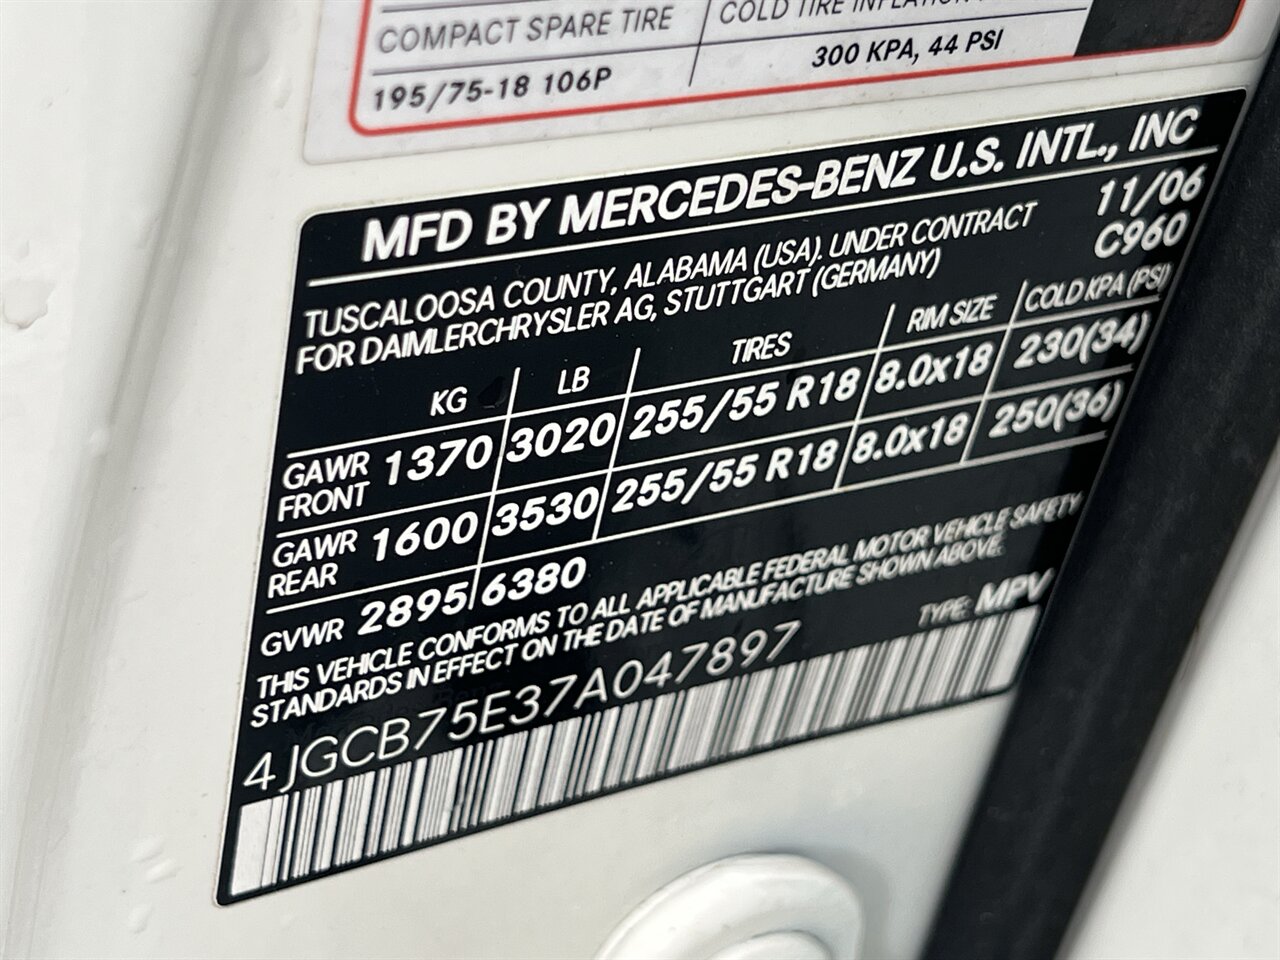 COMPACT SPARE TIRE COLD TIRE INFLATION
195/75-18 106P 300 KPA, 44 PSI
MFD BY MERCEDES-BENZ U.S. INTL., INC
TUSCALOOSA COUNTY, ALABAMA (USA). UNDER CONTRACT 11/06
FOR DAIMLERCHRYSLER AG, STUTTGART (GERMANY) C960
KG LB TIRES RIM SIZE COLD KPA (PSI)
GAWR FRONT 1370 3020 255/55 R18 8.0x18 230(34)
GAWR REAR 1600 3530 255/55 R18 8.0x18 250(36)
GVWR 2895 6380
THIS VEHICLE CONFORMS TO ALL APPLICABLE FEDERAL MOTOR VEHICLE SAFETY
STANDARDS IN EFFECT ON THE DATE OF MANUFACTURE SHOWN ABOVE.
4JGCB75E37A047897 TYPE: MPV